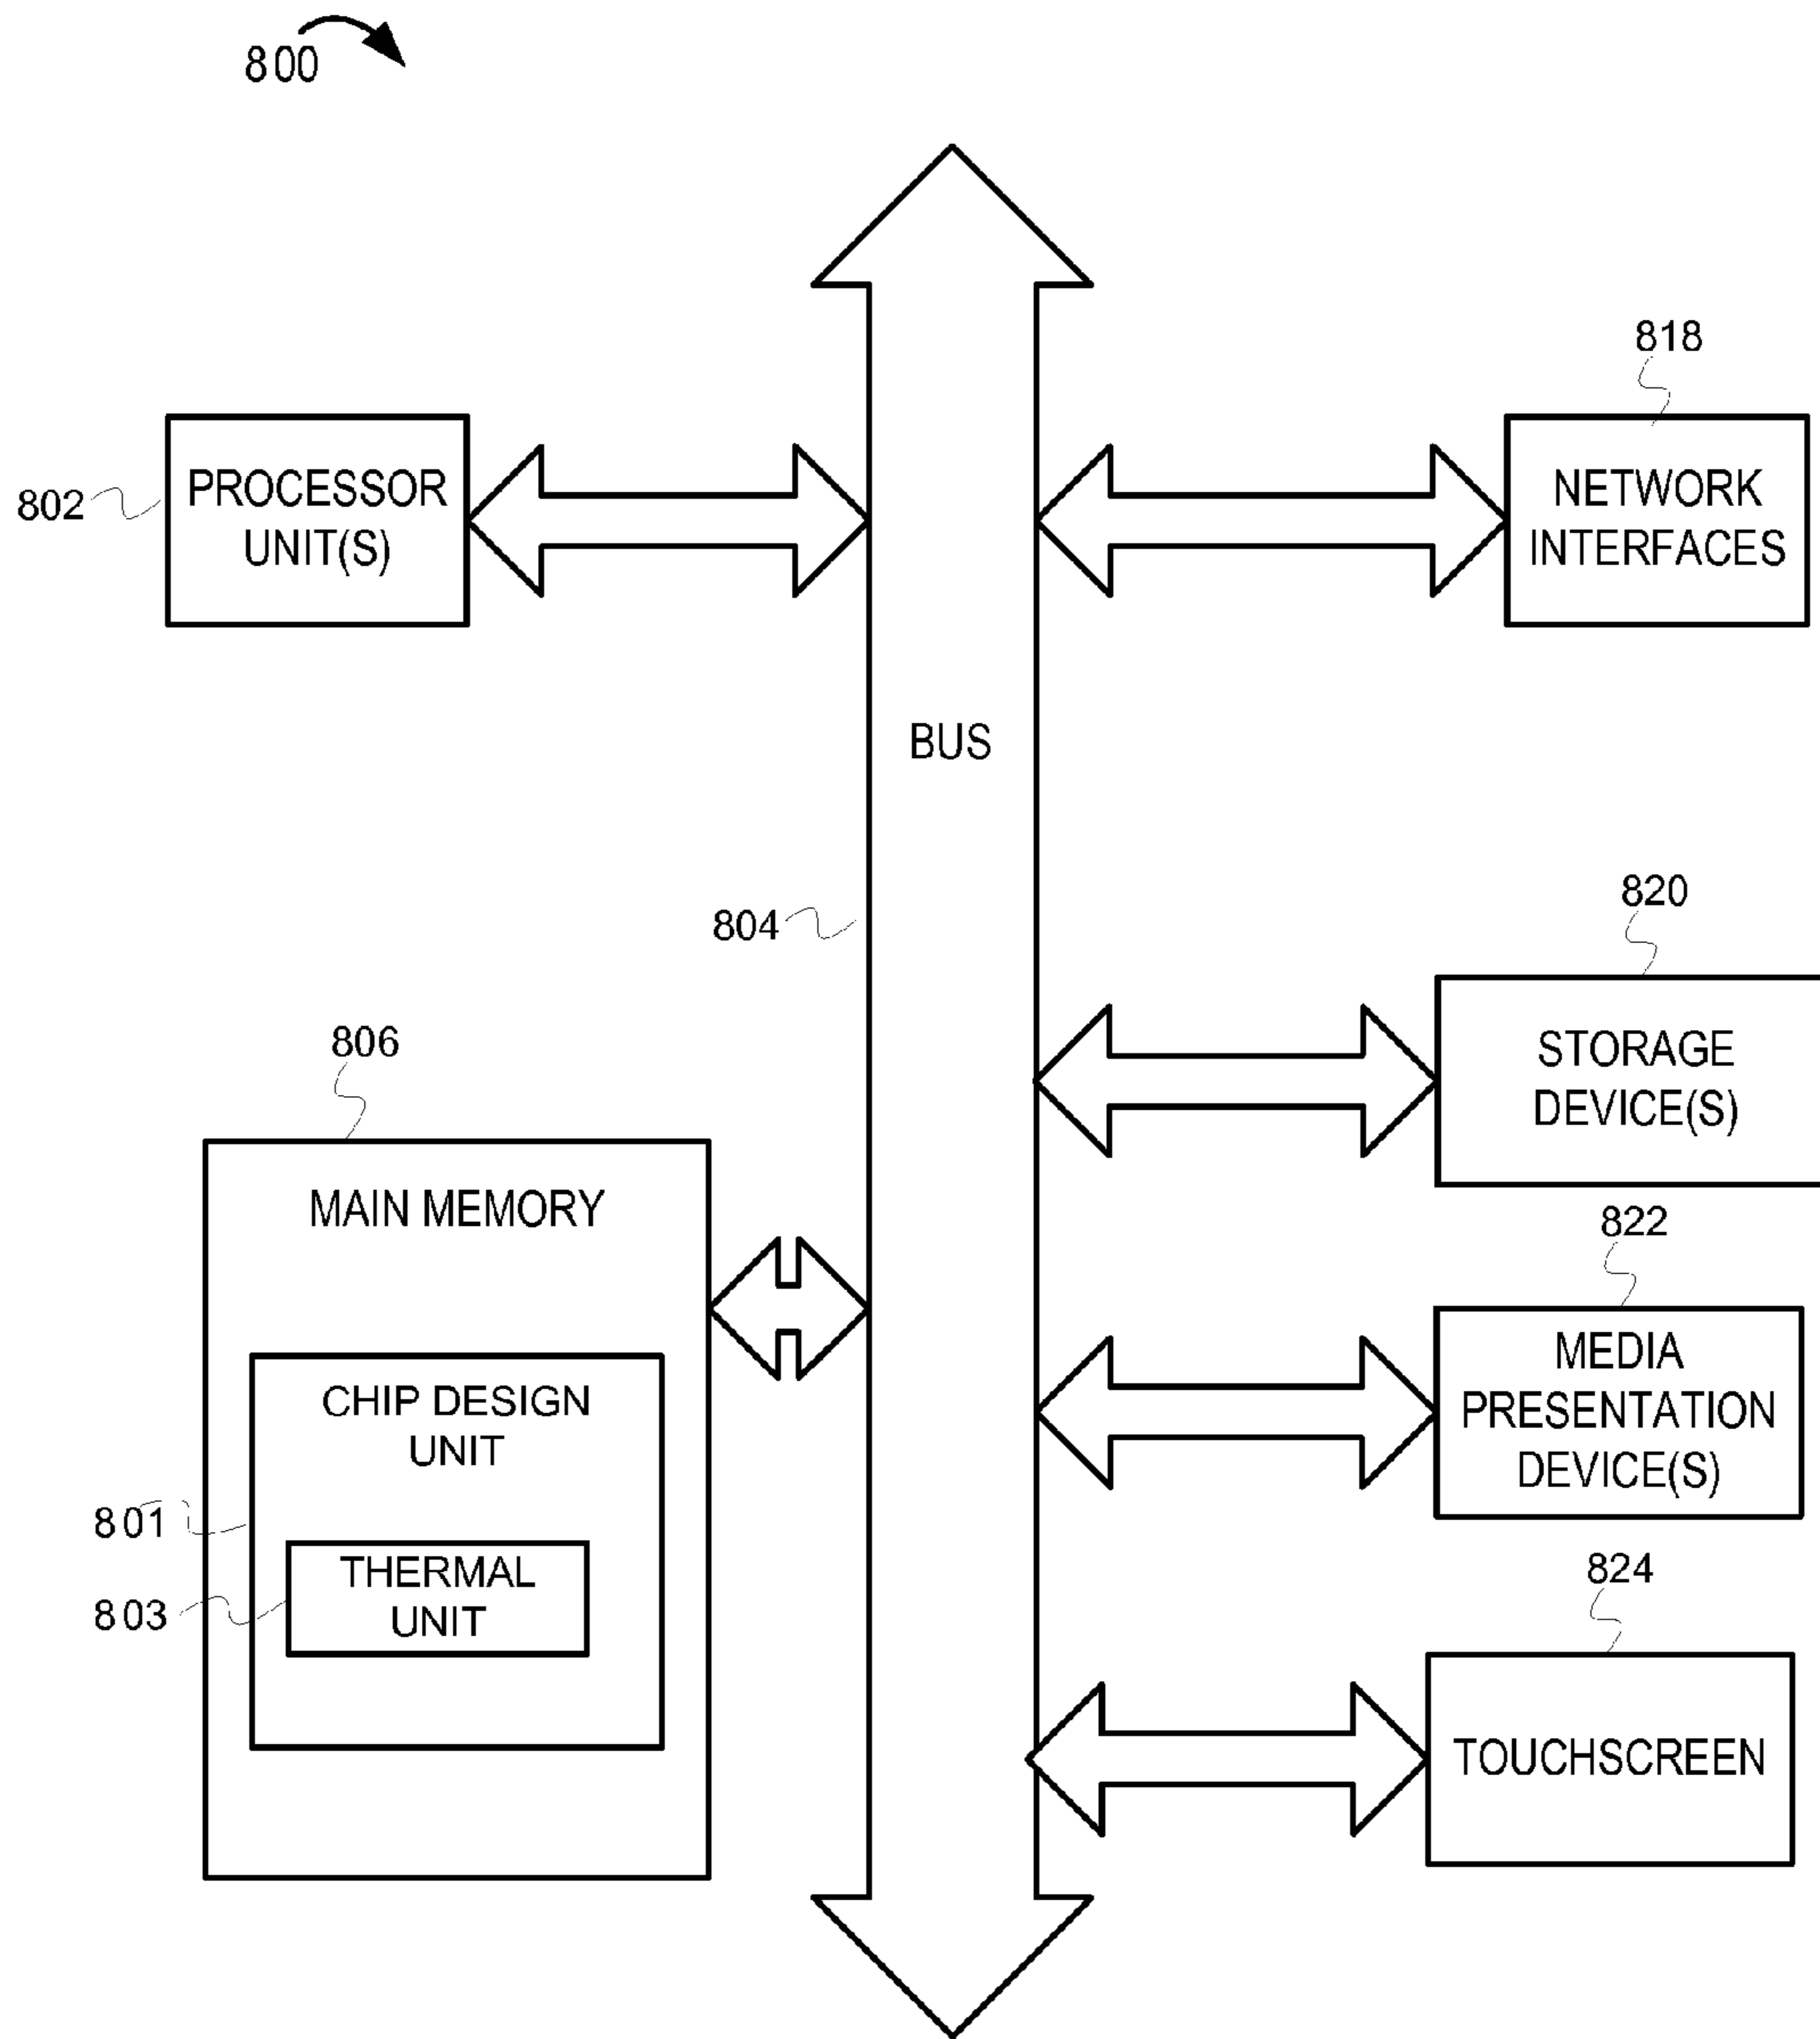 800
818
802
PROCESSOR
UNIT(S)
NETWORK
INTERFACES
BUS
820
804
STORAGE
DEVICE(S)
806
MAIN MEMORY
822
MEDIA
PRESENTATION
DEVICE(S)
CHIP DESIGN
UNIT
801
THERMAL
UNIT
803
824
TOUCHSCREEN